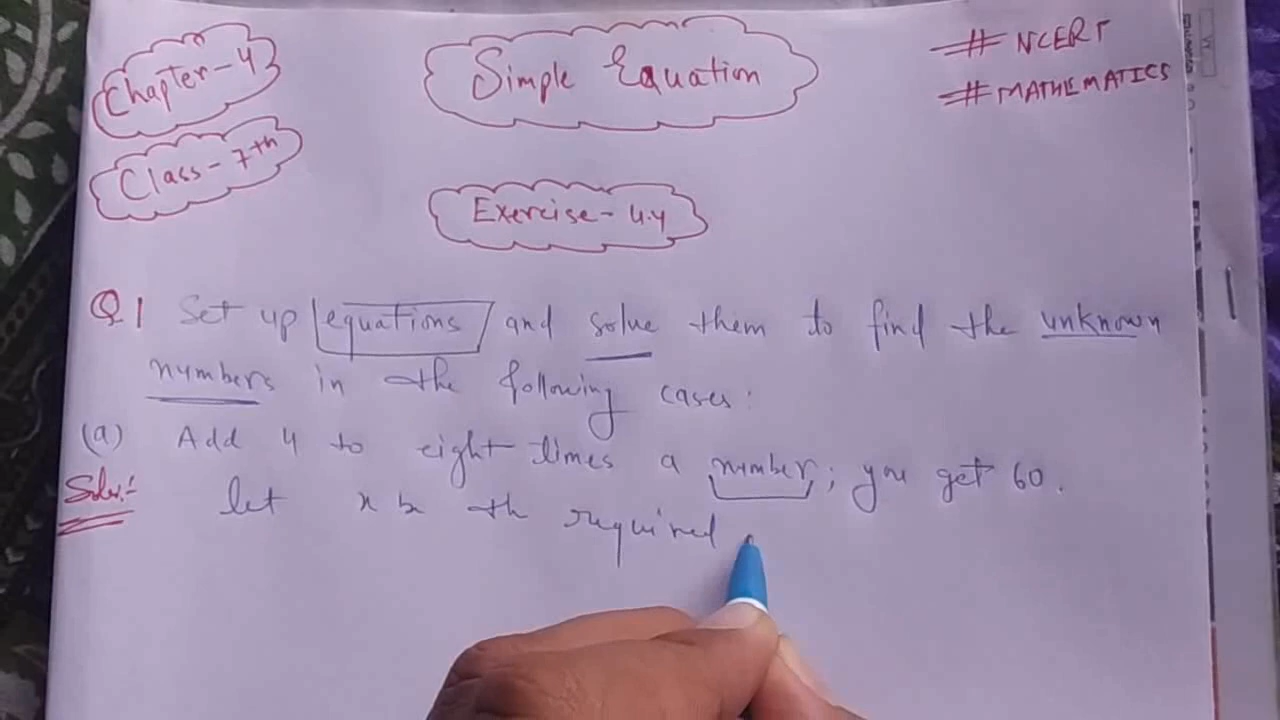 Chapter-4
Simple Equation
# NCERT
# MATHEMATICS
Class-7th
Exercise-4.4
Q1 Set up equations and solve them to find the unknown
numbers in the following cases:
(a) Add 4 to eight times a number; you get 60.
Soln:- let x be th required